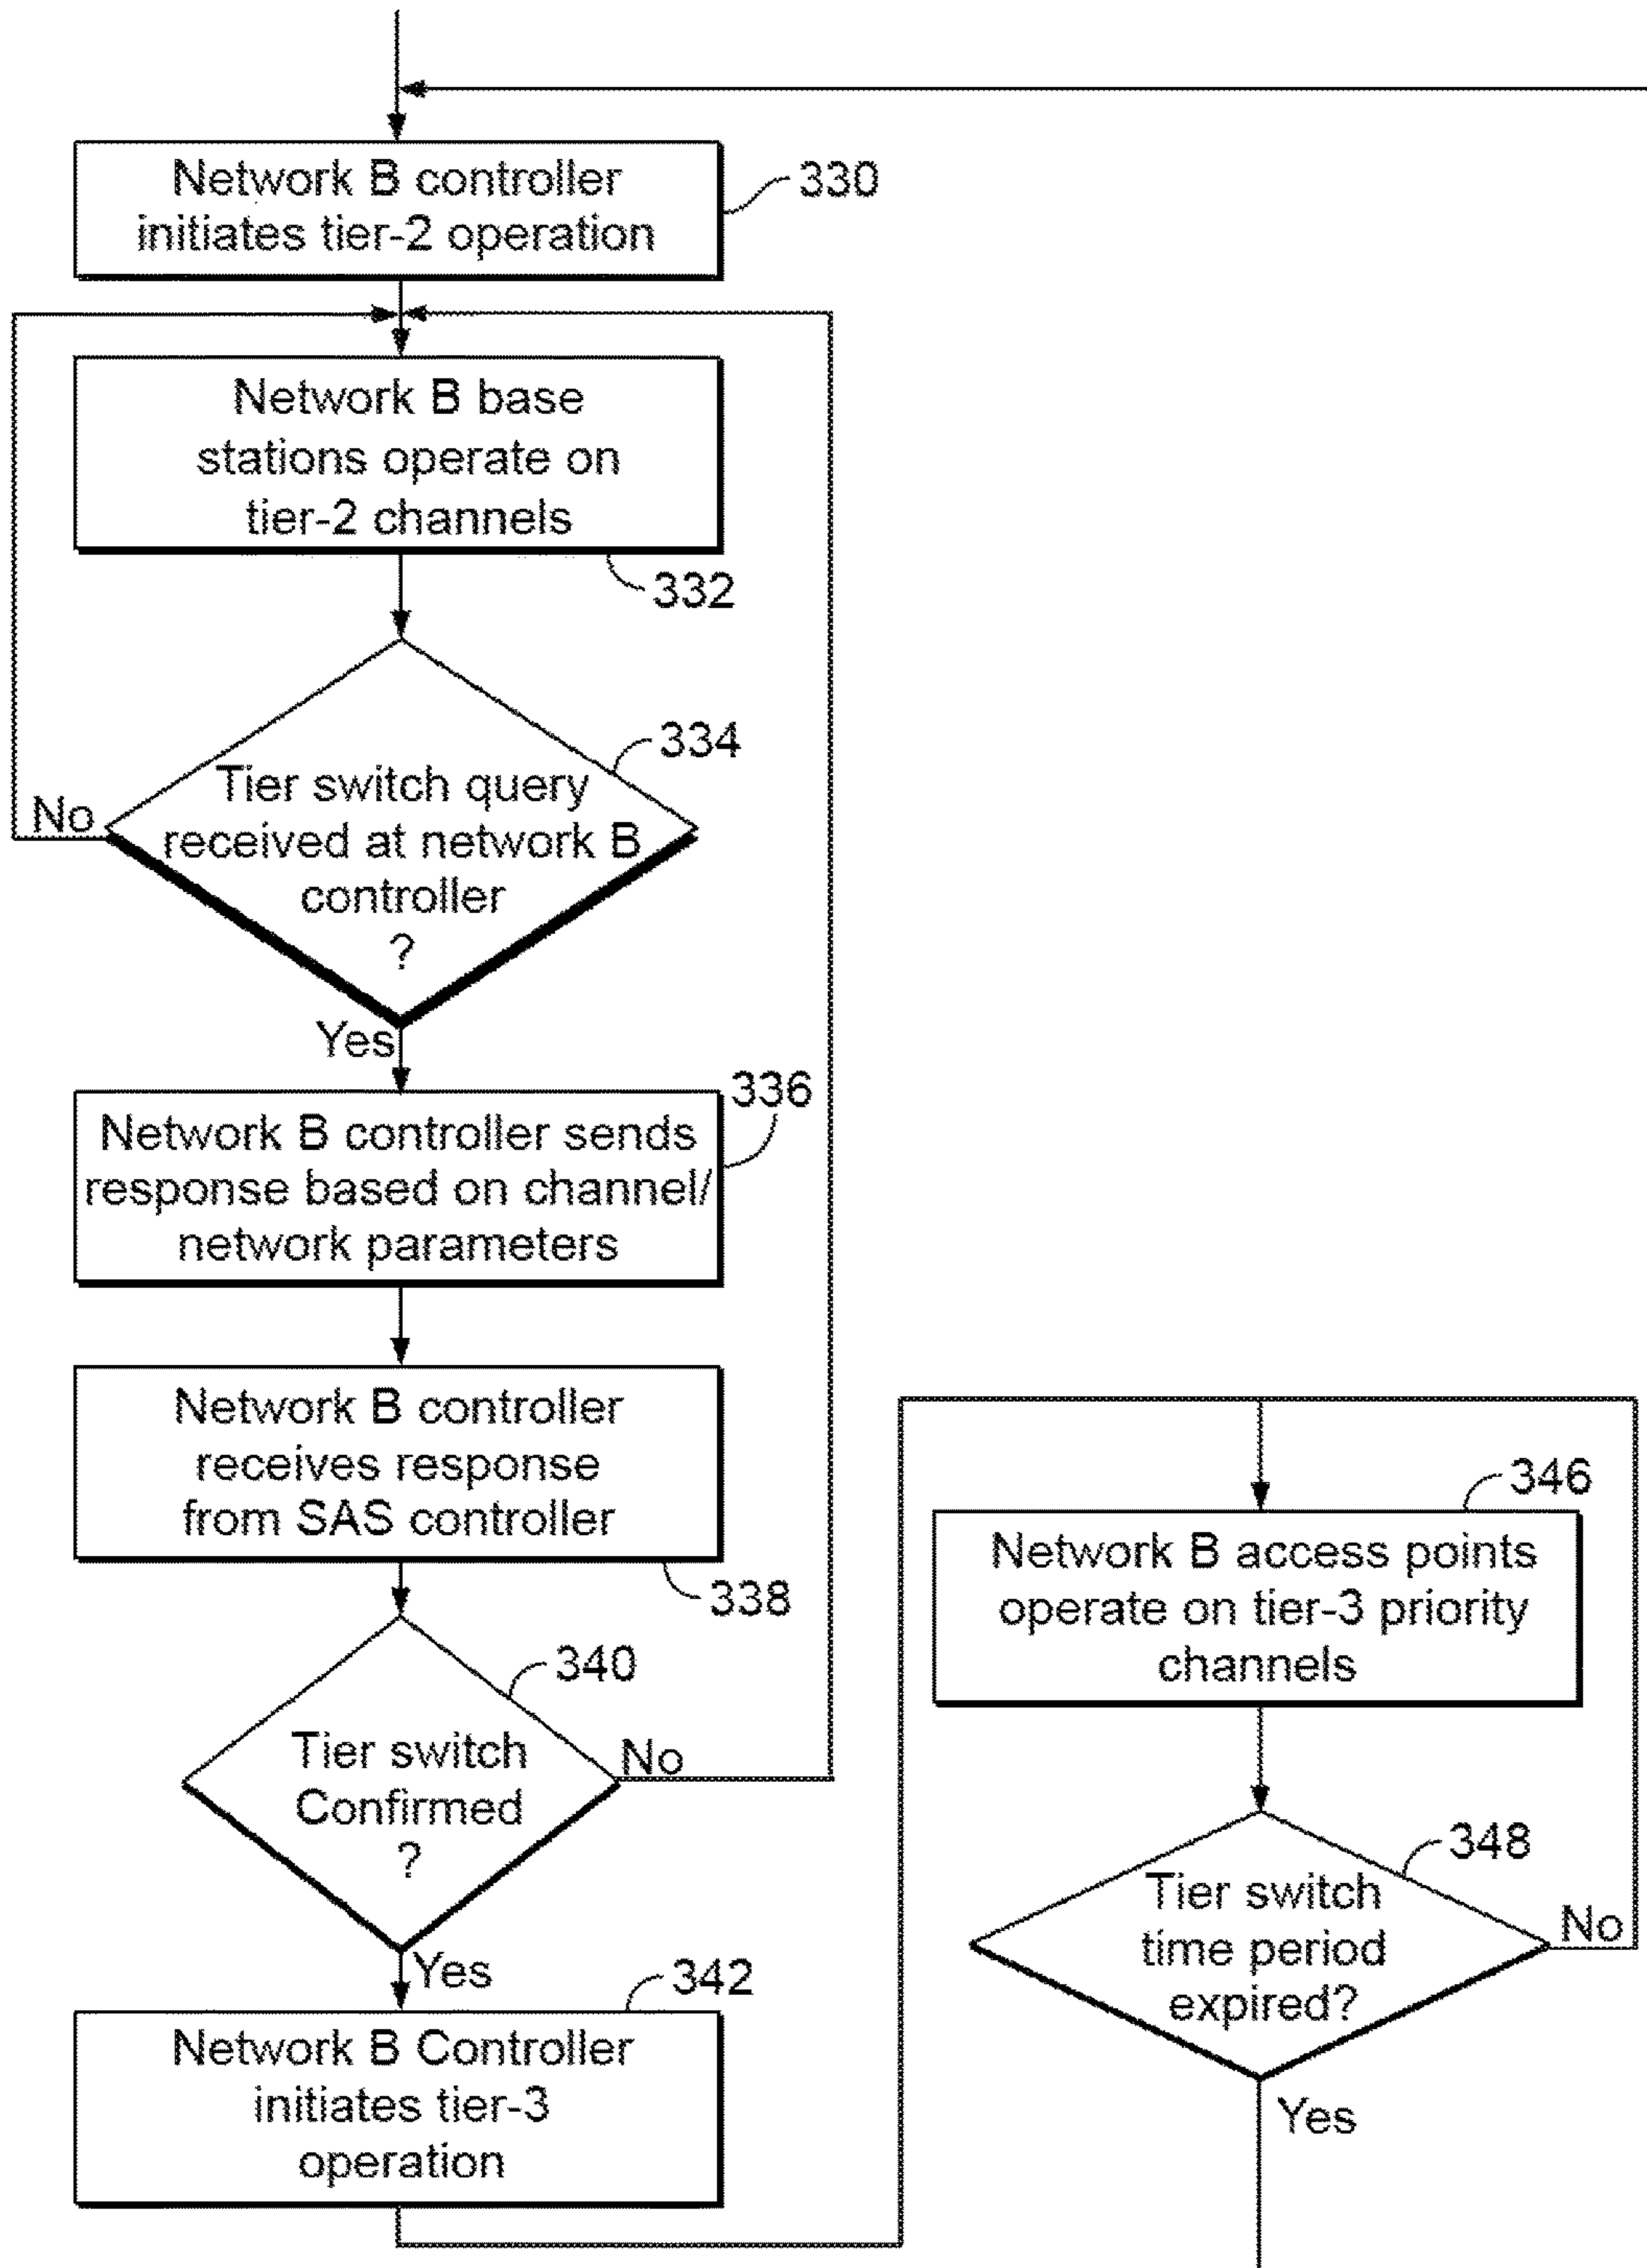 Network B controller
initiates tier-2 operation
330
Network B base
stations operate on
tier-2 channels
332
334
Tier switch query
received at network B
controller
?
No
Yes
336
Network B controller sends
response based on channel/
network parameters
Network B controller
receives response
from SAS controller
338
340
Tier switch
Confirmed
?
No
Yes
342
Network B Controller
initiates tier-3
operation
346
Network B access points
operate on tier-3 priority
channels
348
Tier switch
time period
expired?
No
Yes